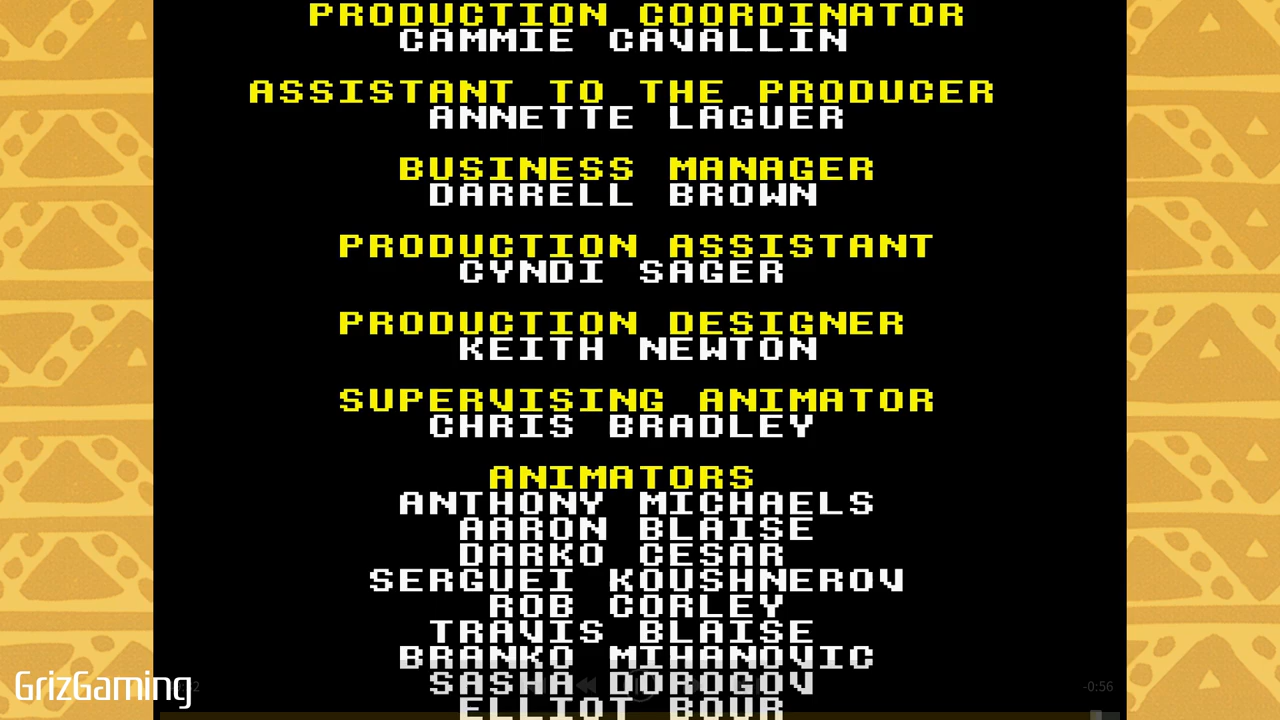 PRODUCTION COORDINATOR
CAMMIE CAVALLIN
ASSISTANT TO THE PRODUCER
ANNETTE LAGUER
BUSINESS MANAGER
DARRELL BROWN
PRODUCTION ASSISTANT
CYNDI SAGER
PRODUCTION DESIGNER
KEITH NEWTON
SUPERVISING ANIMATOR
CHRIS BRADLEY
ANIMATORS
ANTHONY MICHAELS
AARON BLAISE
DARKO CESAR
SERGUEI KOUSHNEROV
ROB CORLEY
TRAVIS BLAISE
BRANKO MIHANOVIC
SASHA DOROGOV
ELLIOT BOUR
GrizGaming
-0:56